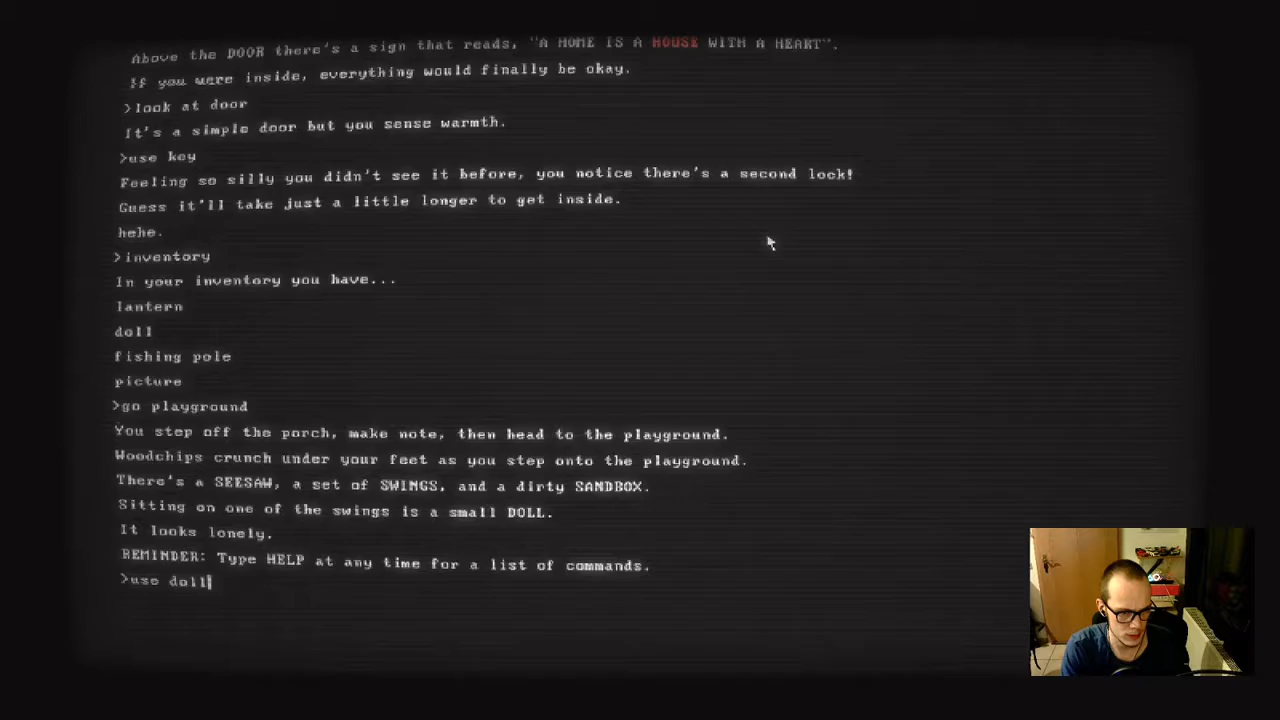 Above the DOOR there's a sign that reads, "A HOME IS A HOUSE WITH A HEART".
If you were inside, everything would finally be okay.
>look at door
It's a simple door but you sense warmth.
>use key
Feeling so silly you didn't see it before, you notice there's a second lock!
Guess it'll take just a little longer to get inside.
hehe.
>inventory
In your inventory you have...
lantern
doll
fishing pole
picture
>go playground
You step off the porch, make note, then head to the playground.
Woodchips crunch under your feet as you step onto the playground.
There's a SEESAW, a set of SWINGS, and a dirty SANDBOX.
Sitting on one of the swings is a small DOLL.
It looks lonely.
REMINDER: Type HELP at any time for a list of commands.
>use doll